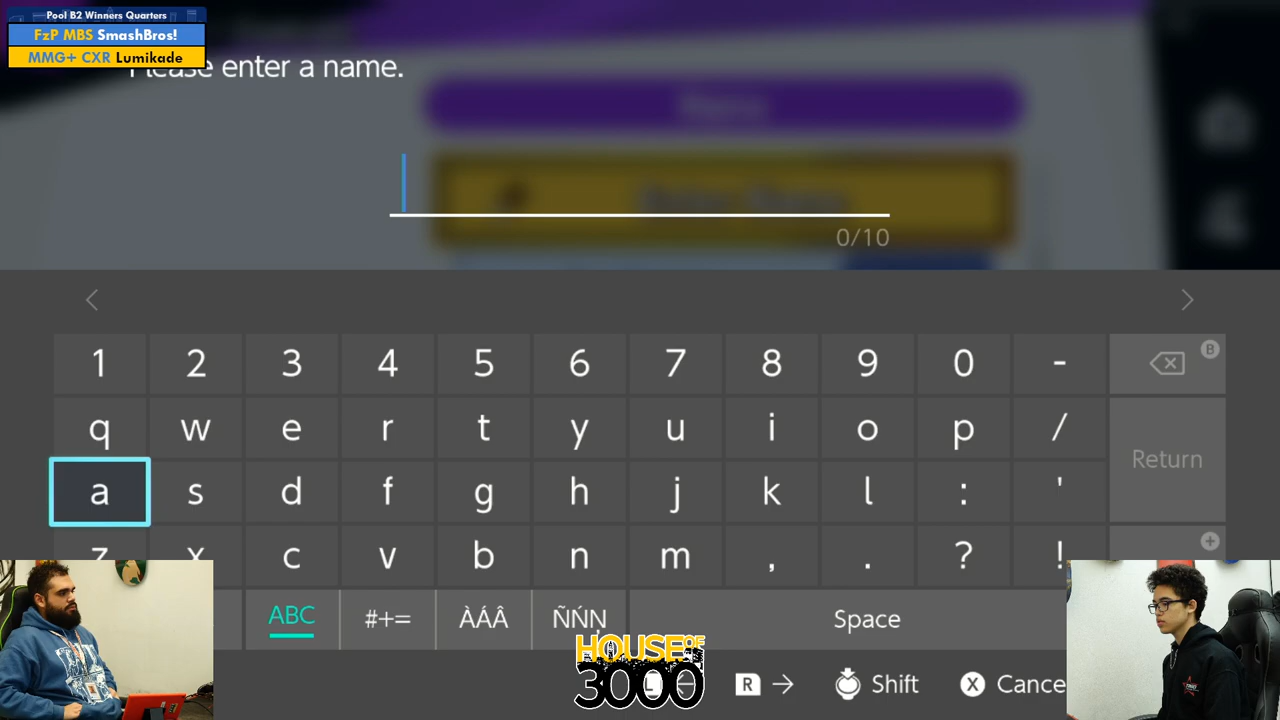 Pool B2 Winners Quarters
FzP MBS SmashBros!
MMG+ CXR Lumikade
Please enter a name.
0/10
1 2 3 4 5 6 7 8 9 0 - B
q w e r t y u i o p /
Return
a s d f g h j k l : '
z x c v b n m , . ? ! +
ABC #+= ÀÁÂ ÑŃŅ Space
HOUSE OF
3000
L R → Shift X Cance